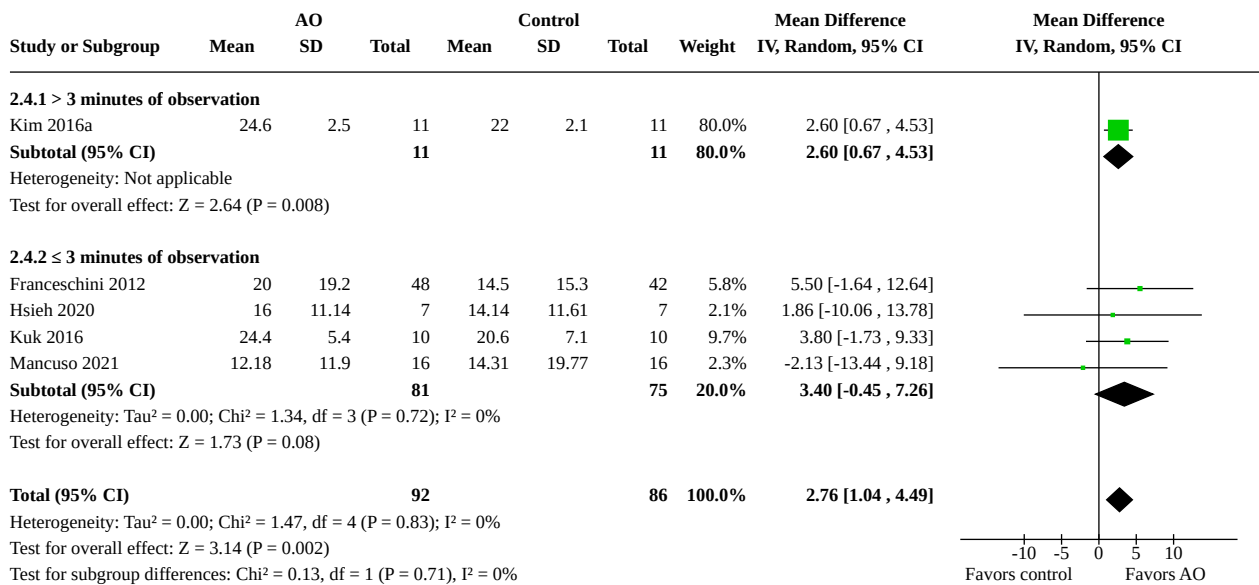 AO Control Mean Difference Mean Difference
Study or Subgroup Mean SD Total Mean SD Total Weight IV, Random, 95% CI IV, Random, 95% CI
2.4.1 > 3 minutes of observation
Kim 2016a 24.6 2.5 11 22 2.1 11 80.0% 2.60 [0.67 , 4.53]
Subtotal (95% CI) 11 11 80.0% 2.60 [0.67 , 4.53]
Heterogeneity: Not applicable
Test for overall effect: Z = 2.64 (P = 0.008)
2.4.2 ≤ 3 minutes of observation
Franceschini 2012 20 19.2 48 14.5 15.3 42 5.8% 5.50 [-1.64 , 12.64]
Hsieh 2020 16 11.14 7 14.14 11.61 7 2.1% 1.86 [-10.06 , 13.78]
Kuk 2016 24.4 5.4 10 20.6 7.1 10 9.7% 3.80 [-1.73 , 9.33]
Mancuso 2021 12.18 11.9 16 14.31 19.77 16 2.3% -2.13 [-13.44 , 9.18]
Subtotal (95% CI) 81 75 20.0% 3.40 [-0.45 , 7.26]
Heterogeneity: Tau² = 0.00; Chi² = 1.34, df = 3 (P = 0.72); I² = 0%
Test for overall effect: Z = 1.73 (P = 0.08)
Total (95% CI) 92 86 100.0% 2.76 [1.04 , 4.49]
Heterogeneity: Tau² = 0.00; Chi² = 1.47, df = 4 (P = 0.83); I² = 0%
Test for overall effect: Z = 3.14 (P = 0.002)
-10 -5 0 5 10
Test for subgroup differences: Chi² = 0.13, df = 1 (P = 0.71), I² = 0%
Favors control Favors AO